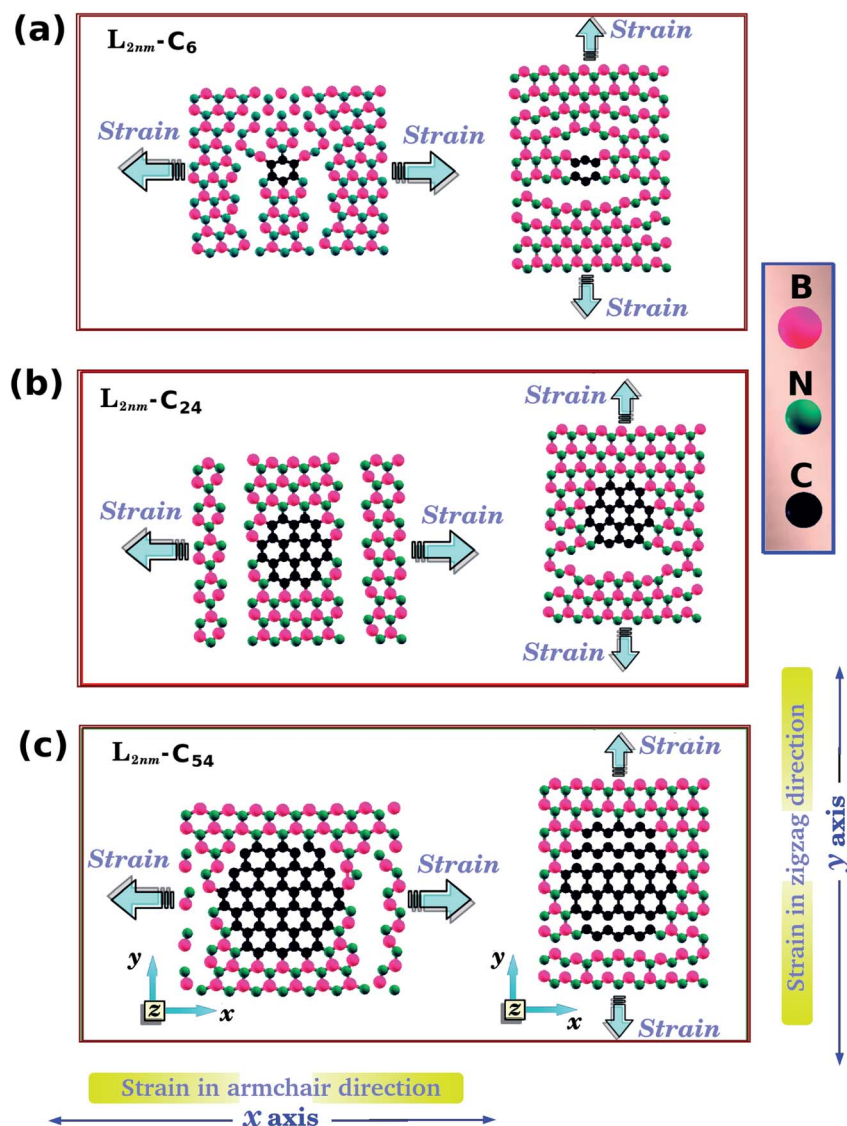 (a)
L2nm-C6
Strain
Strain
Strain
Strain
B
N
C
(b)
L2nm-C24
Strain
Strain
Strain
Strain
(c)
L2nm-C54
Strain
Strain
Strain
Strain
y
z
x
y
z
x
Strain in zigzag direction
y axis
Strain in armchair direction
x axis